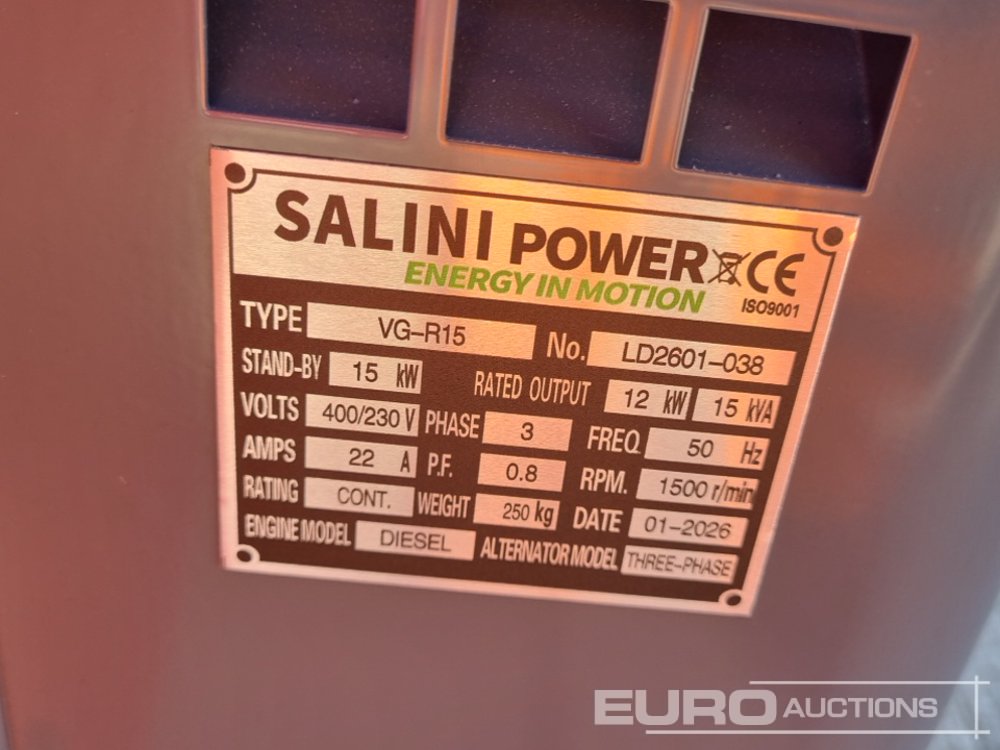 SALINI POWER CE
ENERGY IN MOTION ISO9001
TYPE VG-R15 No. LD2601-038
STAND-BY 15 kW RATED OUTPUT 12 kW 15 kVA
VOLTS 400/230 V PHASE 3 FREQ 50 Hz
AMPS 22 A P.F. 0.8 RPM. 1500 r/min
RATING CONT. WEIGHT 250 kg DATE 01-2026
ENGINE MODEL DIESEL ALTERNATOR MODEL THREE-PHASE
EURO AUCTIONS